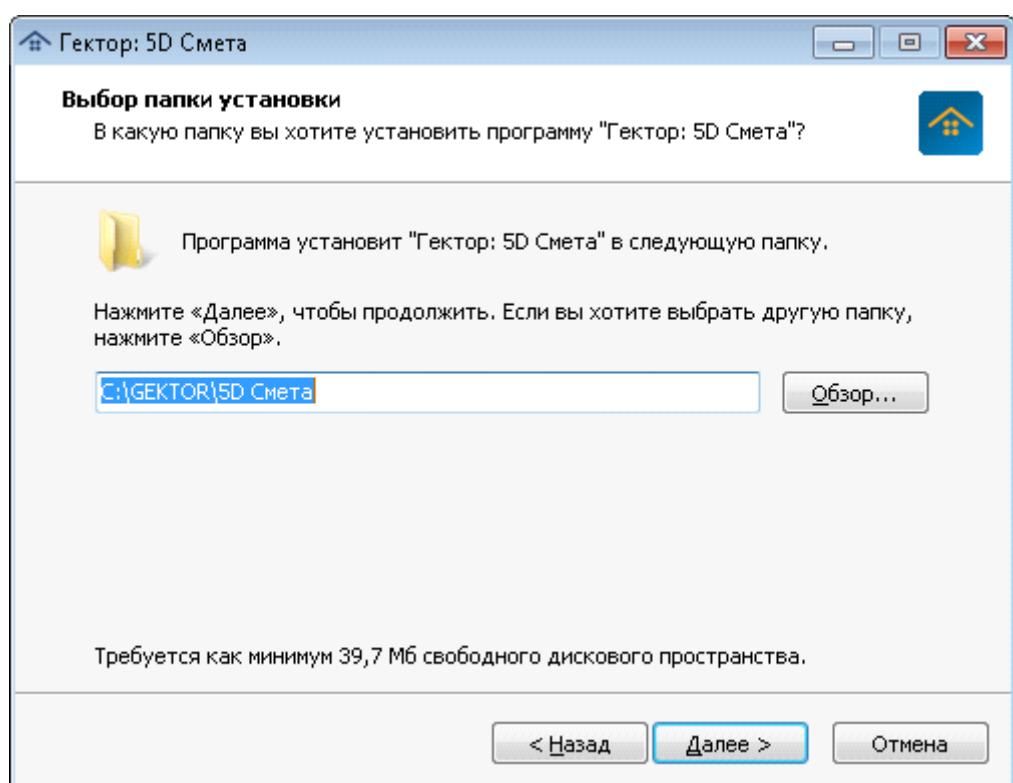 Гектор: 5D Смета
Выбор папки установки
В какую папку вы хотите установить программу "Гектор: 5D Смета"?
Программа установит "Гектор: 5D Смета" в следующую папку.
Нажмите «Далее», чтобы продолжить. Если вы хотите выбрать другую папку,
нажмите «Обзор».
C:\GEKTOR\5D Смета
Обзор...
Требуется как минимум 39,7 Мб свободного дискового пространства.
< Назад
Далее >
Отмена